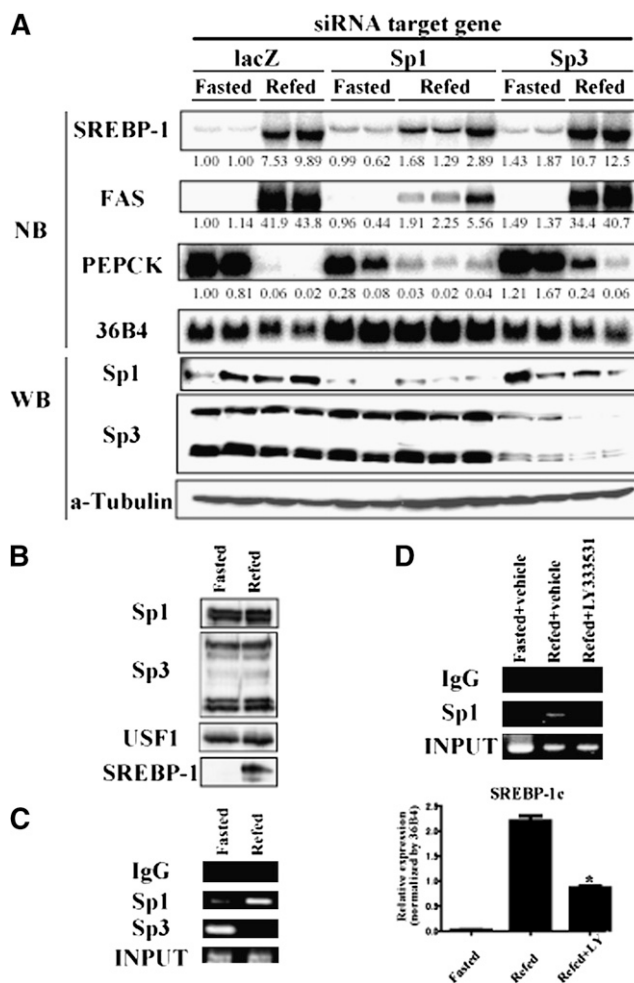 A
siRNA target gene
lacZ Sp1 Sp3
Fasted Refed Fasted Refed Fasted Refed
NB
SREBP-1
1.00 1.00 7.53 9.89 0.99 0.62 1.68 1.29 2.89 1.43 1.87 10.7 12.5
FAS
1.00 1.14 41.9 43.8 0.96 0.44 1.91 2.25 5.56 1.49 1.37 34.4 40.7
PEPCK
1.00 0.81 0.06 0.02 0.28 0.08 0.03 0.02 0.04 1.21 1.67 0.24 0.06
36B4
WB
Sp1
Sp3
a-Tubulin
B
Fasted Refed
Sp1
Sp3
USF1
SREBP-1
C
Fasted Refed
IgG
Sp1
Sp3
INPUT
D
Fasted+vehicle Refed+vehicle Refed+LY333531
IgG
Sp1
INPUT
SREBP-1c
Relative expression
(normalized by 36B4)
2.5
2.0
1.5
1.0
0.5
0.0
*
Fasted Refed Refed+LY